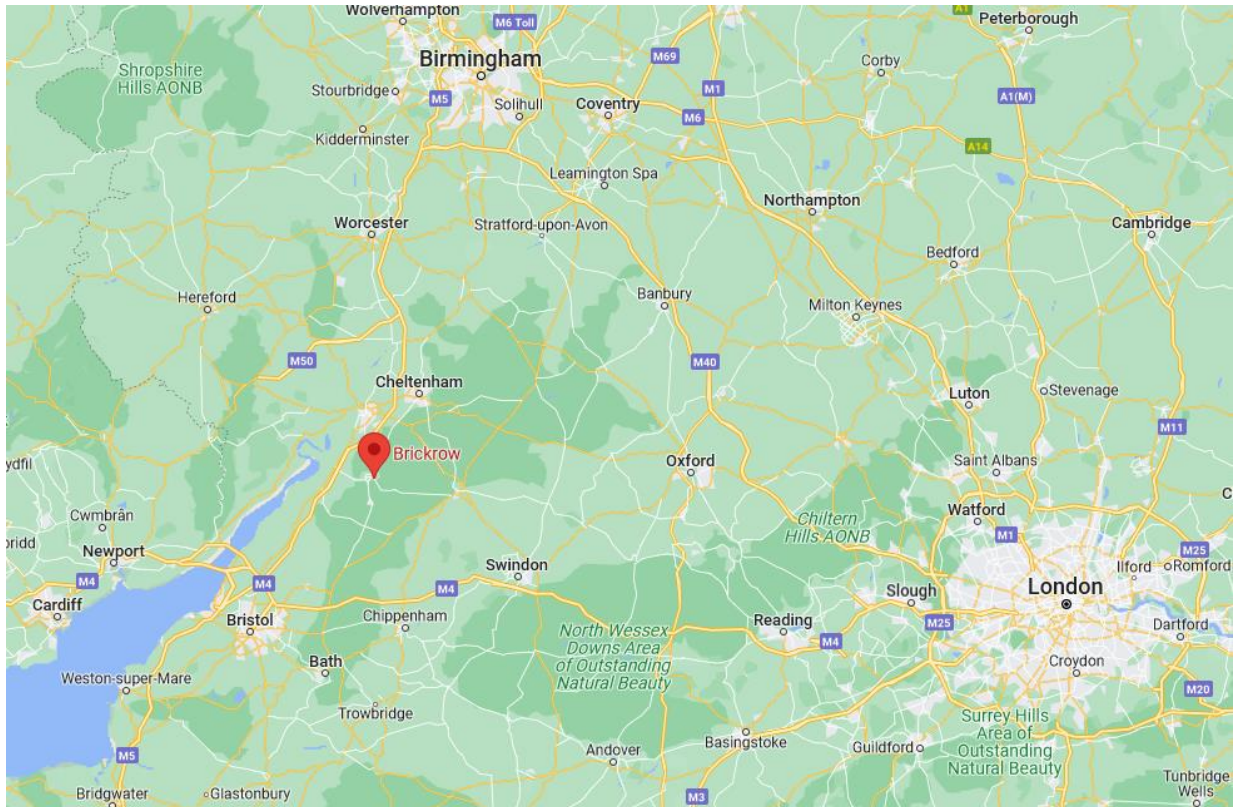 Wolverhampton
M6 Toll
A1
Peterborough
Birmingham
M69
M1
Corby
Shropshire
Hills AONB
Stourbridge
M5
Solihull
Coventry
M6
A1(M)
Kidderminster
A14
Leamington Spa
Northampton
Worcester
Stratford-upon-Avon
Cambridge
Bedford
Hereford
Banbury
Milton Keynes
M50
M40
Cheltenham
Luton
Stevenage
M11
Brickrow
Oxford
Saint Albans
ydfil
Cwmbrân
Watford
Chiltern
Hills AONB
M1
C
bridd
Newport
M25
Ilford
Romford
M4
M4
Swindon
M4
Slough
London
Cardiff
Bristol
Chippenham
Reading
M4
M25
Dartford
North Wessex
Downs Area
of Outstanding
Natural Beauty
Bath
Croydon
Weston-super-Mare
M20
Trowbridge
Surrey Hills
Area of
Outstanding
Natural Beauty
M5
Andover
Basingstoke
Guildford
Bridgwater
Glastonbury
M3
Tunbridge
Wells